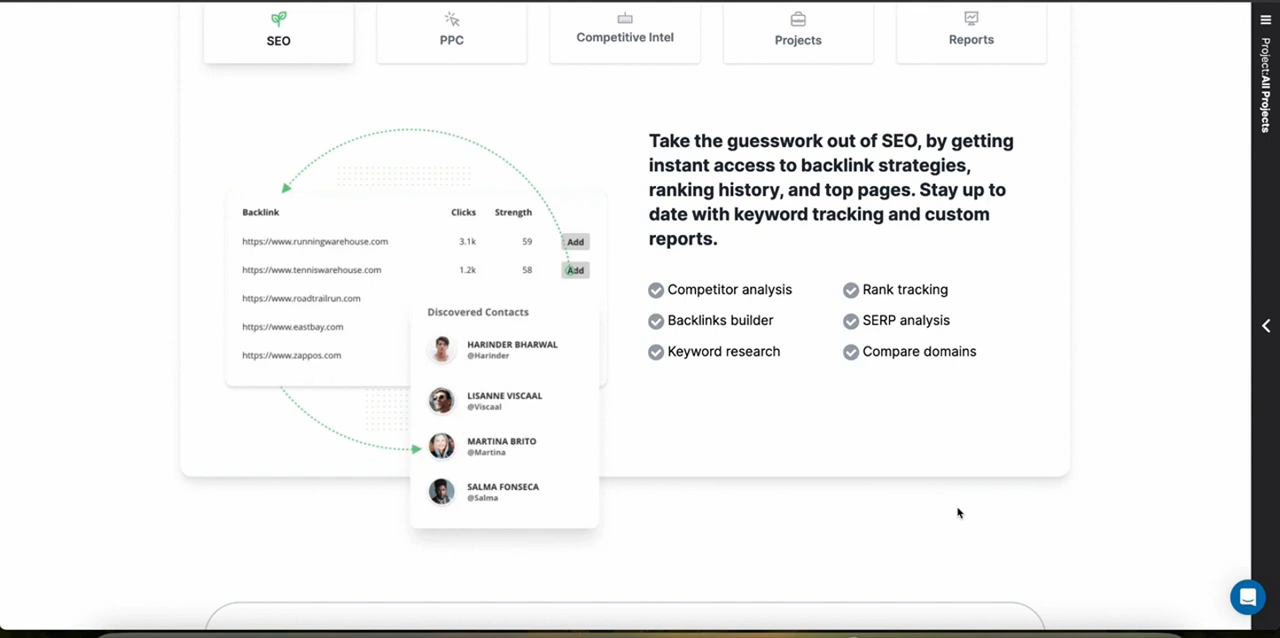 SEO
PPC
Competitive Intel
Projects
Reports
Project:All Projects
Take the guesswork out of SEO, by getting
instant access to backlink strategies,
ranking history, and top pages. Stay up to
date with keyword tracking and custom
reports.
Competitor analysis
Rank tracking
Backlinks builder
SERP analysis
Keyword research
Compare domains
Backlink Clicks Strength
https://www.runningwarehouse.com 3.1k 59 Add
https://www.tenniswarehouse.com 1.2k 58 Add
https://www.roadtrailrun.com
https://www.eastbay.com
https://www.zappos.com
Discovered Contacts
HARINDER BHARWAL
@Harinder
LISANNE VISCAAL
@Viscaal
MARTINA BRITO
@Martina
SALMA FONSECA
@Salma